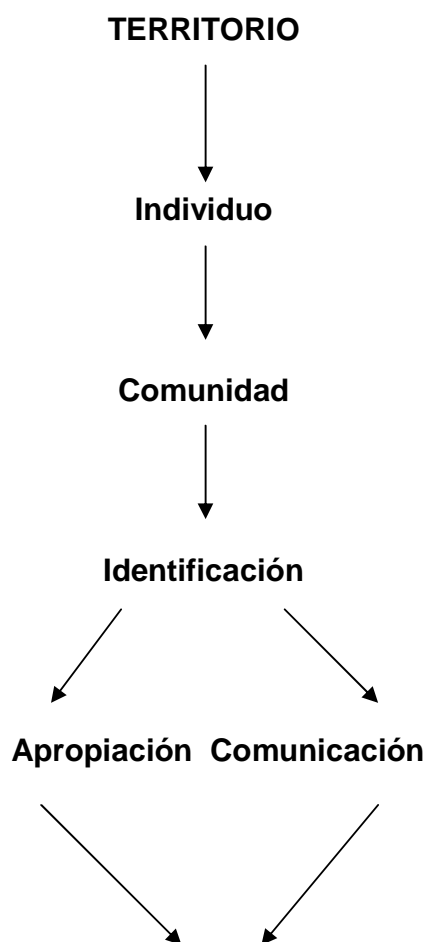 TERRITORIO
Individuo
Comunidad
Identificación
Apropiación Comunicación